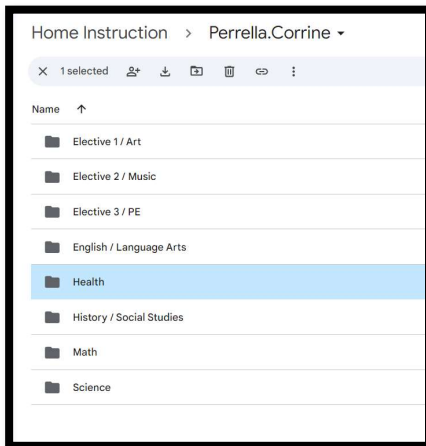 Home Instruction > Perrella.Corrine
1 selected
Name
Elective 1 / Art
Elective 2 / Music
Elective 3 / PE
English / Language Arts
Health
History / Social Studies
Math
Science